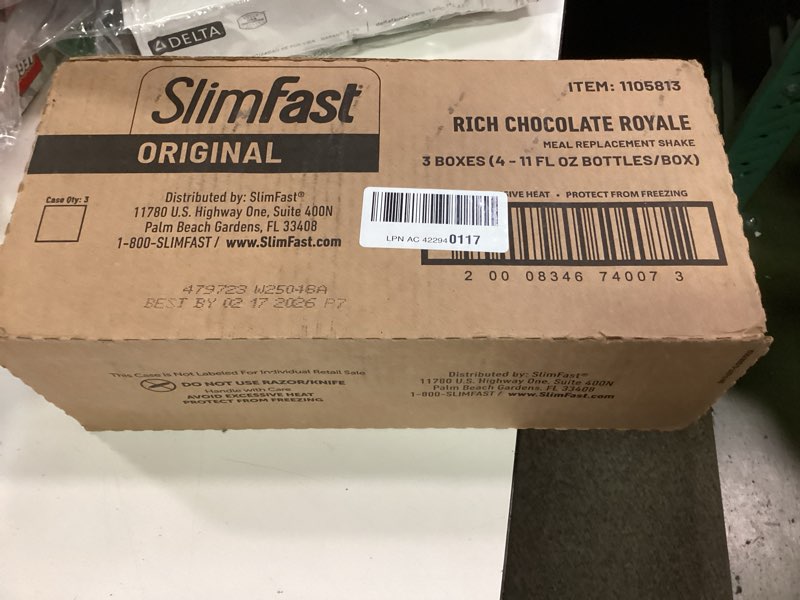 DELTA
SlimFast®
ORIGINAL
ITEM: 1105813
RICH CHOCOLATE ROYALE
MEAL REPLACEMENT SHAKE
3 BOXES (4 - 11 FL OZ BOTTLES/BOX)
HEAT • PROTECT FROM FREEZING
Case Qty: 3
Distributed by: SlimFast®
11780 U.S. Highway One, Suite 400N
Palm Beach Gardens, FL 33408
1-800-SLIMFAST / www.SlimFast.com
LPN AC 422940117
2 00 08346 74007 3
479723 W25048A
BEST BY 02 17 2026 P7
This Case is Not Labeled For Individual Retail Sale
DO NOT USE RAZOR/KNIFE
Handle with Care
AVOID EXCESSIVE HEAT
PROTECT FROM FREEZING
Distributed by: SlimFast®
11780 U.S. Highway One, Suite 400N
Palm Beach Gardens, FL 33408
1-800-SLIMFAST / www.SlimFast.com